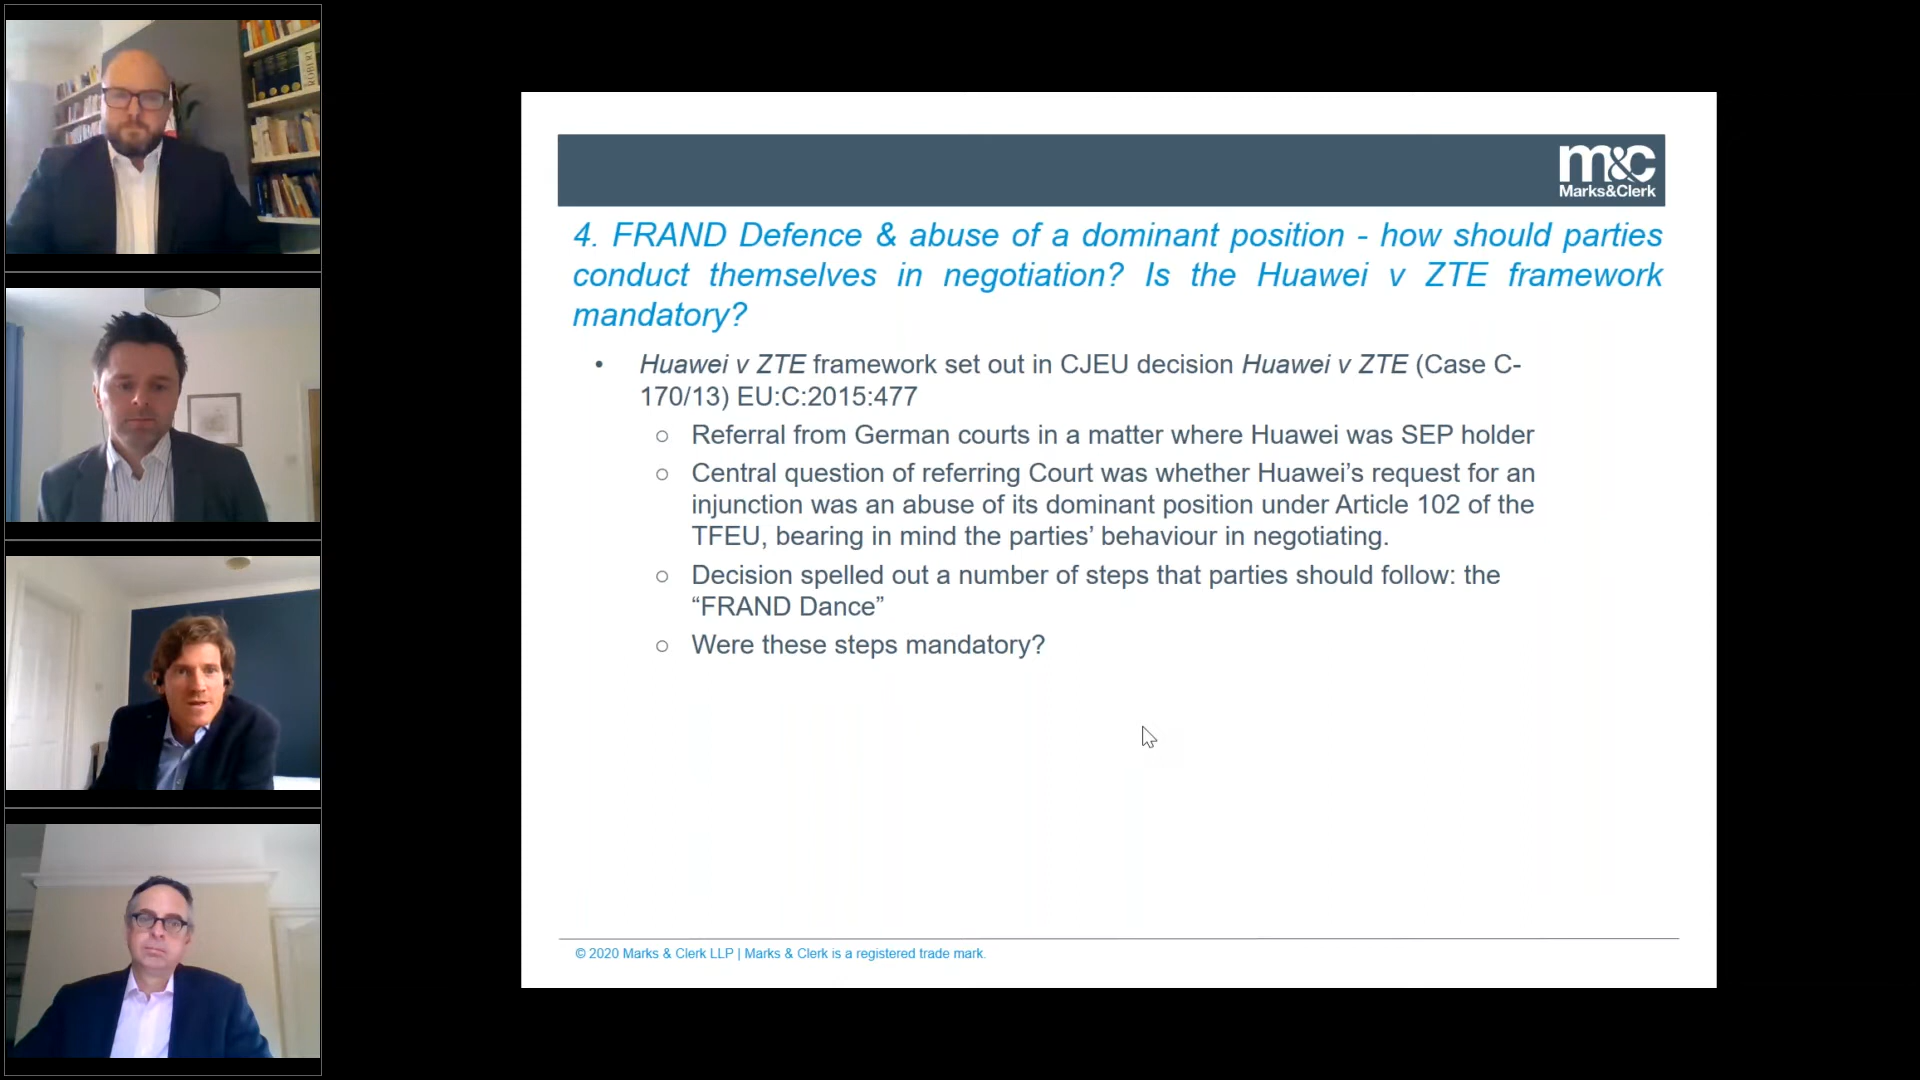 m&c
Marks&Clerk
4. FRAND Defence & abuse of a dominant position - how should parties
conduct themselves in negotiation? Is the Huawei v ZTE framework
mandatory?
• Huawei v ZTE framework set out in CJEU decision Huawei v ZTE (Case C-
170/13) EU:C:2015:477
○ Referral from German courts in a matter where Huawei was SEP holder
○ Central question of referring Court was whether Huawei’s request for an
injunction was an abuse of its dominant position under Article 102 of the
TFEU, bearing in mind the parties’ behaviour in negotiating.
○ Decision spelled out a number of steps that parties should follow: the
“FRAND Dance”
○ Were these steps mandatory?
© 2020 Marks & Clerk LLP | Marks & Clerk is a registered trade mark.